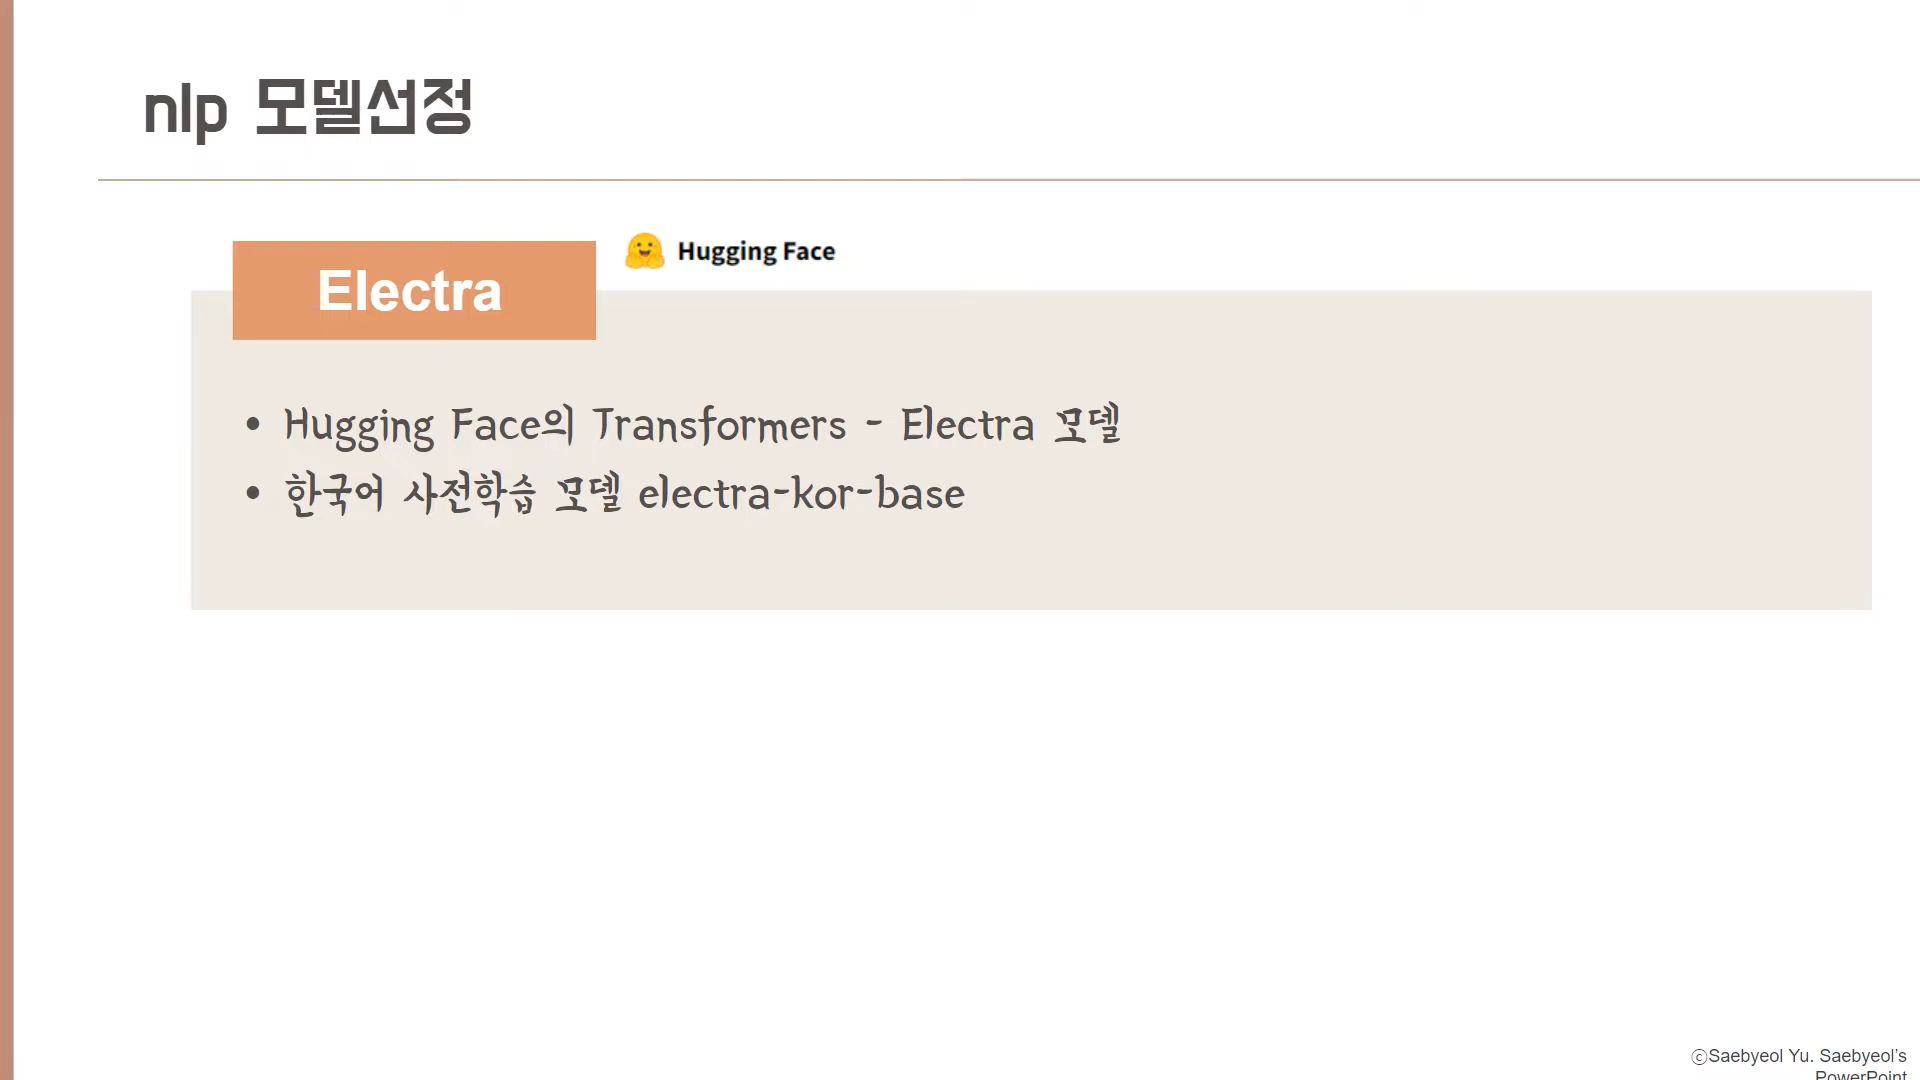 nlp 모델선정
Hugging Face
Electra
• Hugging Face의 Transformers - Electra 모델
• 한국어 사전학습 모델 electra-kor-base
ⓒSaebyeol Yu. Saebyeol’s
PowerPoint